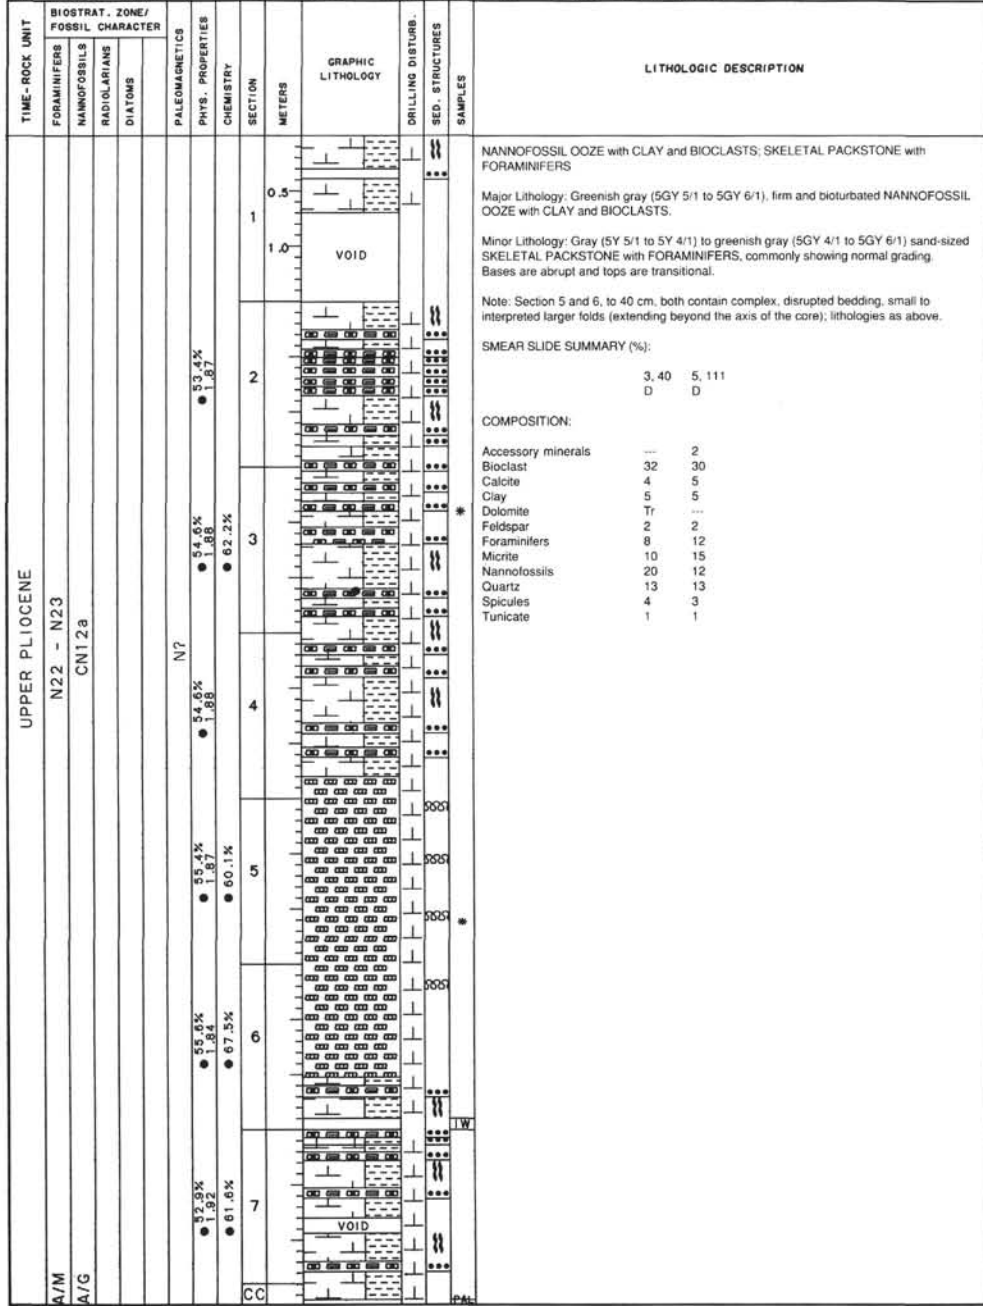 TIME-ROCK UNIT
BIOSTRAT. ZONE/
FOSSIL CHARACTER
FORAMINIFERS
NANNOFOSSILS
RADIOLARIANS
DIATOMS
PALEOMAGNETICS
PHYS. PROPERTIES
CHEMISTRY
SECTION
METERS
GRAPHIC
LITHOLOGY
DRILLING DISTURB.
SED. STRUCTURES
SAMPLES
LITHOLOGIC DESCRIPTION
UPPER PLIOCENE
N22 - N23
A/M
CN12a
A/G
N?
53.4%
1.87
54.6%
1.88
54.6%
1.88
55.4%
1.87
55.6%
1.84
52.9%
1.92
62.2%
60.1%
67.5%
61.6%
1
2
3
4
5
6
7
CC
0.5
1.0
VOID
VOID
*
*
IW
PAL
NANNOFOSSIL OOZE with CLAY and BIOCLASTS; SKELETAL PACKSTONE with
FORAMINIFERS
Major Lithology: Greenish gray (5GY 5/1 to 5GY 6/1), firm and bioturbated NANNOFOSSIL
OOZE with CLAY and BIOCLASTS.
Minor Lithology: Gray (5Y 5/1 to 5Y 4/1) to greenish gray (5GY 4/1 to 5GY 6/1) sand-sized
SKELETAL PACKSTONE with FORAMINIFERS, commonly showing normal grading.
Bases are abrupt and tops are transitional.
Note: Section 5 and 6, to 40 cm, both contain complex, disrupted bedding, small to
interpreted larger folds (extending beyond the axis of the core); lithologies as above.
SMEAR SLIDE SUMMARY (%):
3, 40 5, 111
D D
COMPOSITION:
Accessory minerals --- 2
Bioclast 32 30
Calcite 4 5
Clay 5 5
Dolomite Tr ---
Feldspar 2 2
Foraminifers 8 12
Micrite 10 15
Nannofossils 20 12
Quartz 13 13
Spicules 4 3
Tunicate 1 1